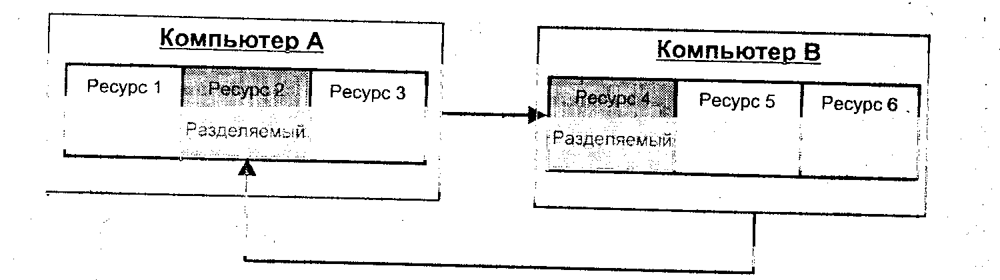 Компьютер А
Ресурс 1
Ресурс 2
Ресурс 3
Разделяемый
Компьютер В
Ресурс 4
Ресурс 5
Ресурс 6
Разделяемый